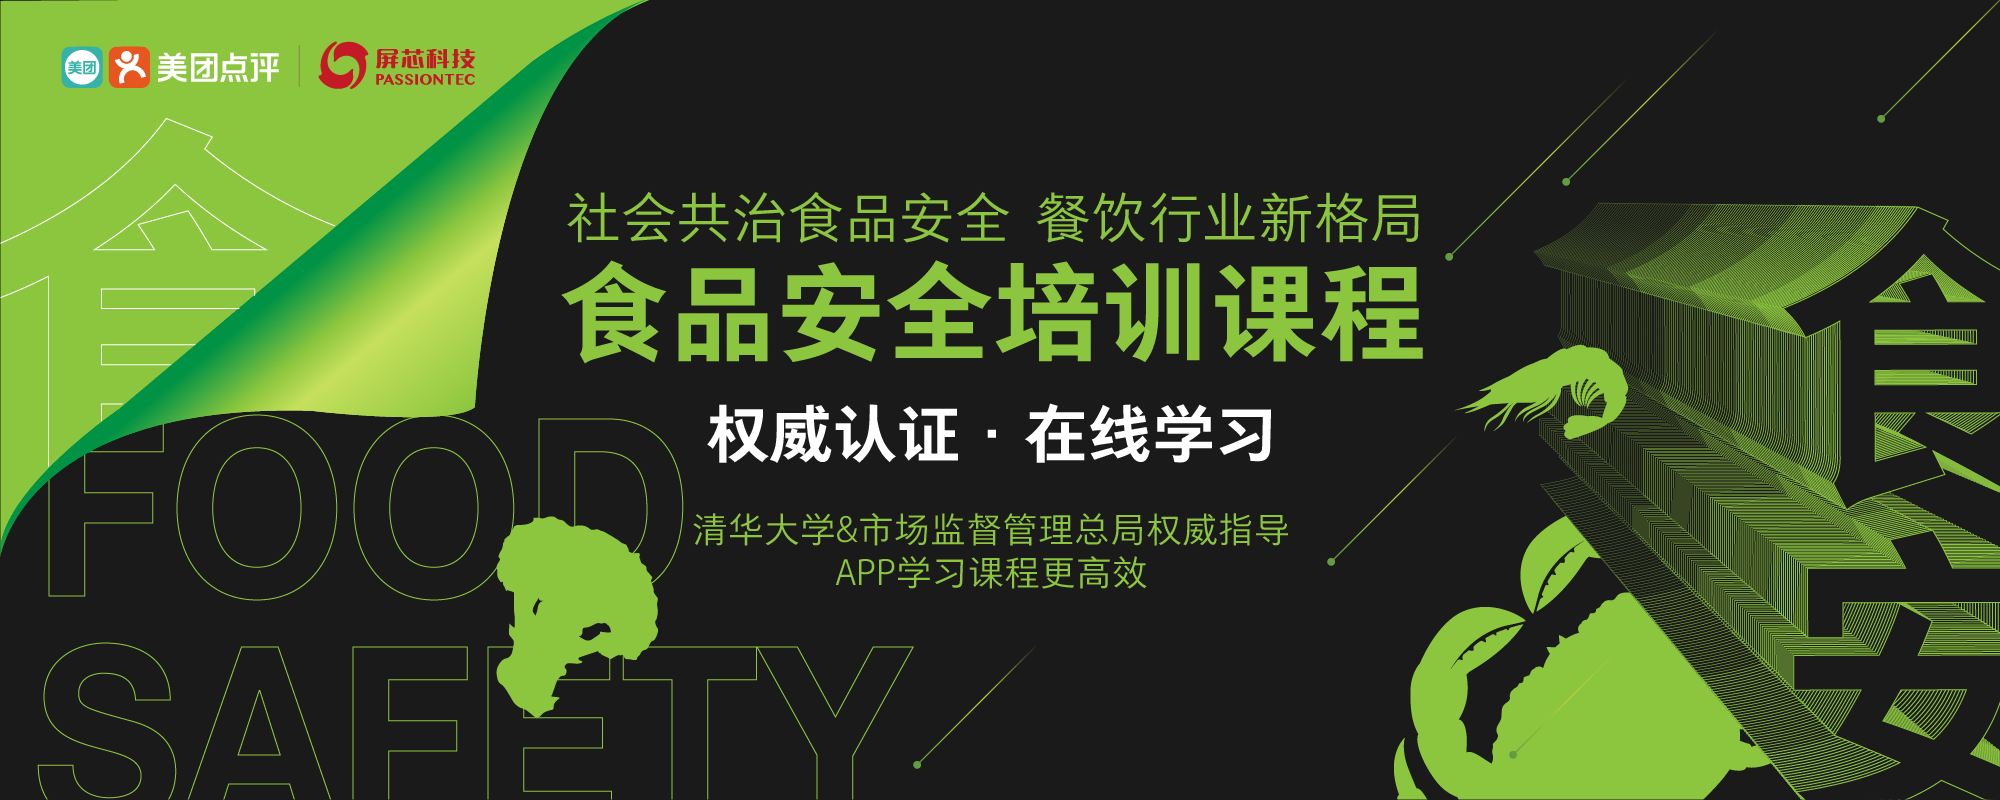 美团 美团点评 屏芯科技
PASSIONTEC
社会共治食品安全 餐饮行业新格局
食品安全培训课程
权威认证 · 在线学习
清华大学&市场监督管理总局权威指导
APP学习课程更高效
食
FOOD
SAFETY
食
安